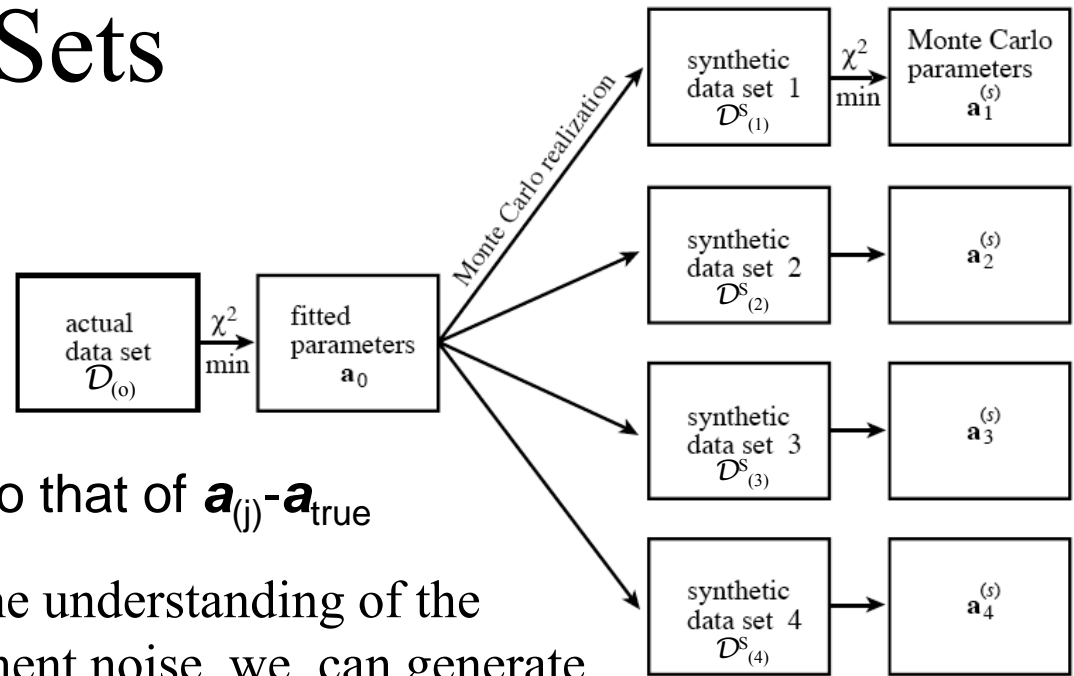 Sets
actual
data set
𝒟(o)
χ²
min
fitted
parameters
a₀
Monte Carlo realization
synthetic
data set 1
𝒟ˢ(1)
χ²
min
Monte Carlo
parameters
a₁⁽ˢ⁾
synthetic
data set 2
𝒟ˢ(2)
a₂⁽ˢ⁾
synthetic
data set 3
𝒟ˢ(3)
a₃⁽ˢ⁾
synthetic
data set 4
𝒟ˢ(4)
a₄⁽ˢ⁾
that of a(j)-atrue
understanding of the
noise, we can generate